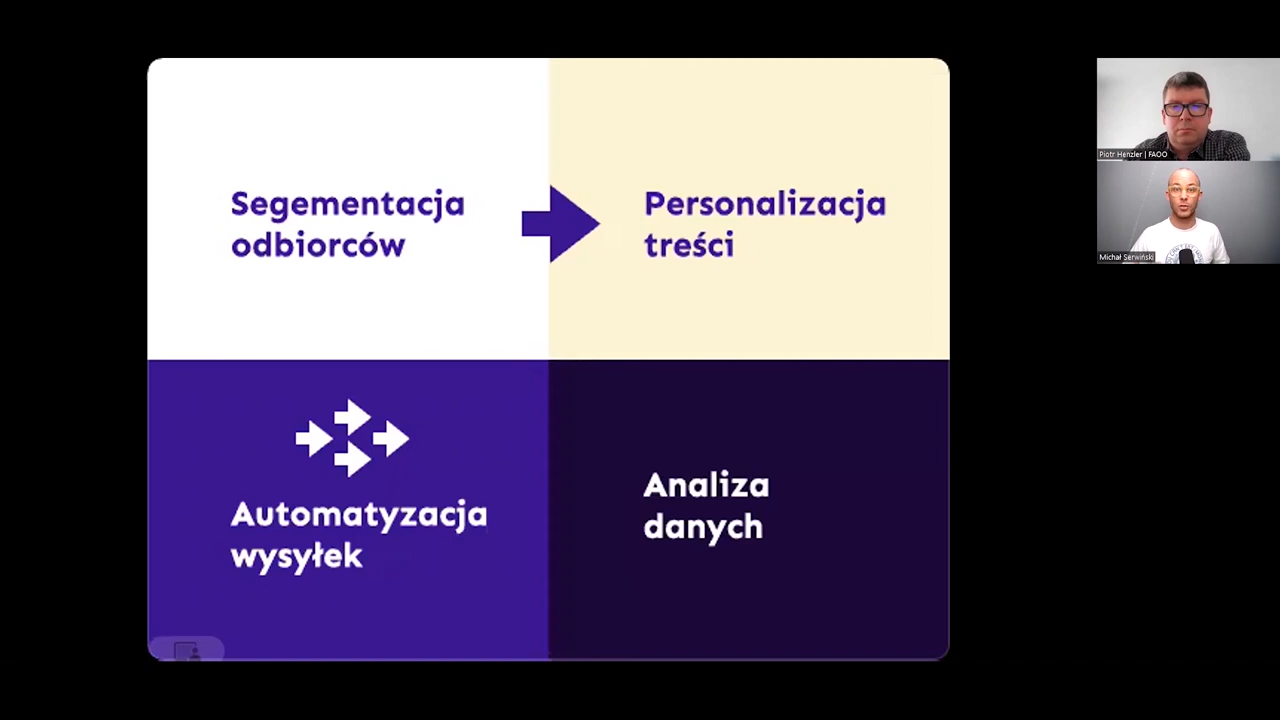 Segementacja
odbiorców
Personalizacja
treści
Automatyzacja
wysyłek
Analiza
danych
Piotr Henzler | FAOO
Michał Serwiński